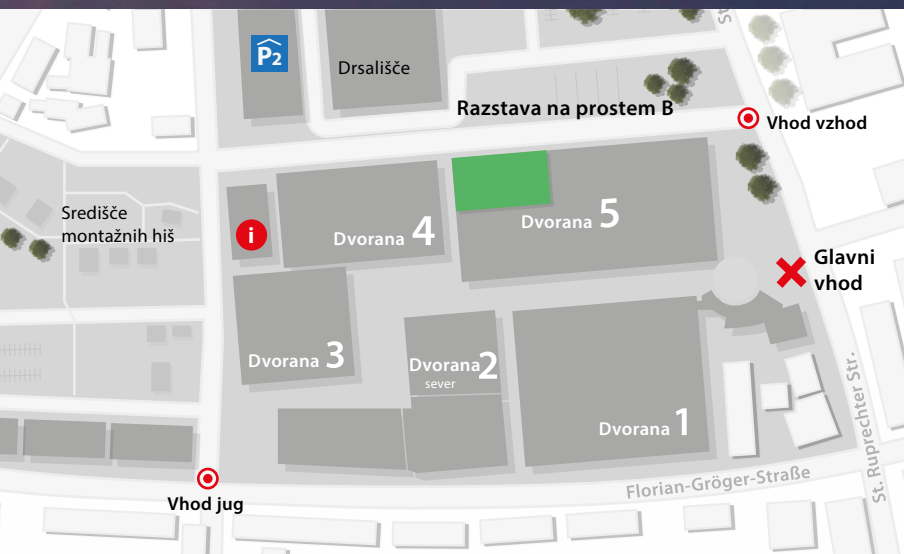 P2
Drsališče
Razstava na prostem B
Vhod vzhod
Središče
montažnih hiš
i
Dvorana 4
Dvorana 5
Glavni
vhod
Dvorana 3
Dvorana 2
sever
Dvorana 1
St. Ruprechter Str.
Florian-Gröger-Straße
Vhod jug